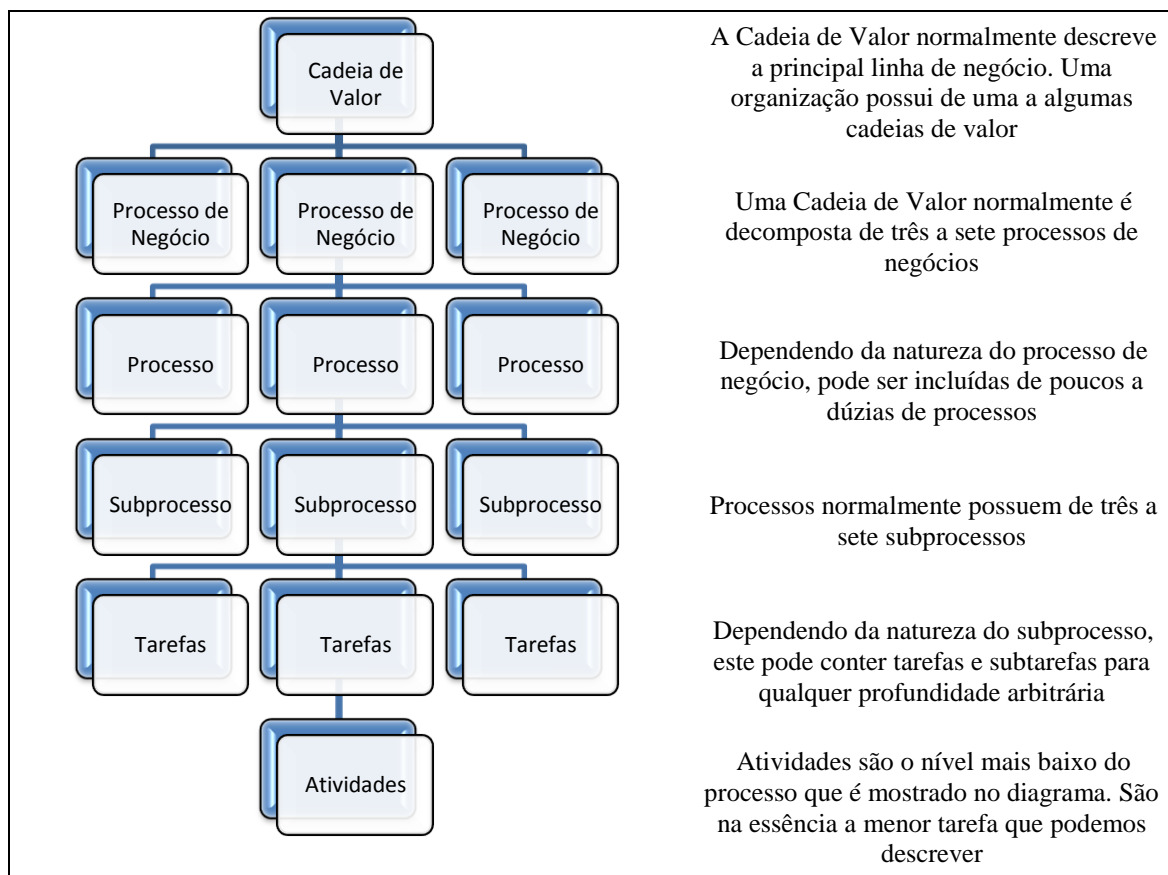 Cadeia de
Valor
A Cadeia de Valor normalmente descreve
a principal linha de negócio. Uma
organização possui de uma a algumas
cadeias de valor
Processo de
Negócio
Processo de
Negócio
Processo de
Negócio
Uma Cadeia de Valor normalmente é
decomposta de três a sete processos de
negócios
Processo
Processo
Processo
Dependendo da natureza do processo de
negócio, pode ser incluídas de poucos a
dúzias de processos
Subprocesso
Subprocesso
Subprocesso
Processos normalmente possuem de três a
sete subprocessos
Tarefas
Tarefas
Tarefas
Dependendo da natureza do subprocesso,
este pode conter tarefas e subtarefas para
qualquer profundidade arbitrária
Atividades
Atividades são o nível mais baixo do
processo que é mostrado no diagrama. São
na essência a menor tarefa que podemos
descrever